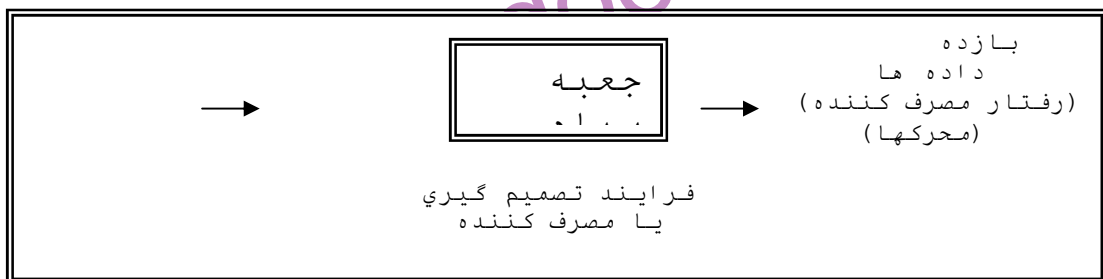 جعبه
بازده
داده ها
(رفتار مصرف کننده)
(محرکها)
فرایند تصمیم گیري
یا مصرف کننده